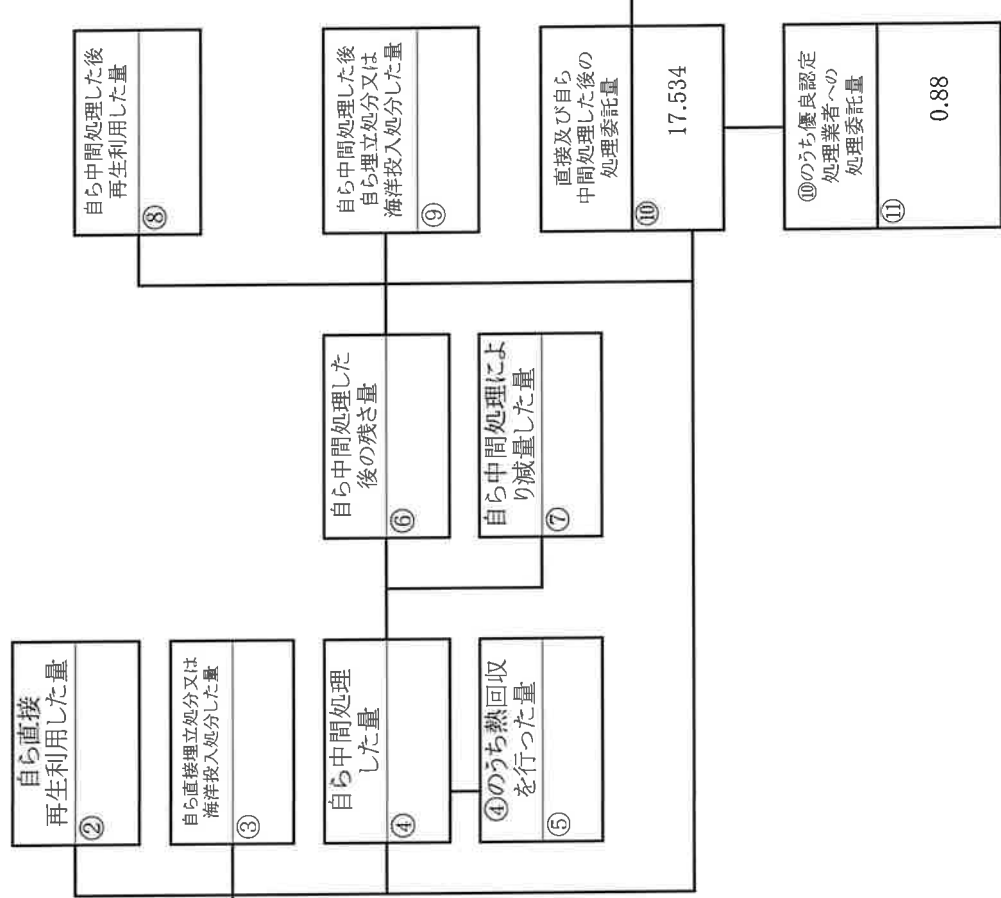 自ら直接
再生利用した量
②
自ら直接埋立処分又は
海洋投入処分した量
③
自ら中間処理
した量
④
④のうち熱回収
を行った量
⑤
自ら中間処理した
後の残さ量
⑥
自ら中間処理によ
り減量した量
⑦
自ら中間処理した後
再生利用した量
⑧
自ら中間処理した後
自ら埋立処分又は
海洋投入処分した量
⑨
直接及び自ら
中間処理した後の
処理委託量
⑩
17.534
⑩のうち優良認定
処理業者への
処理委託量
⑪
0.88